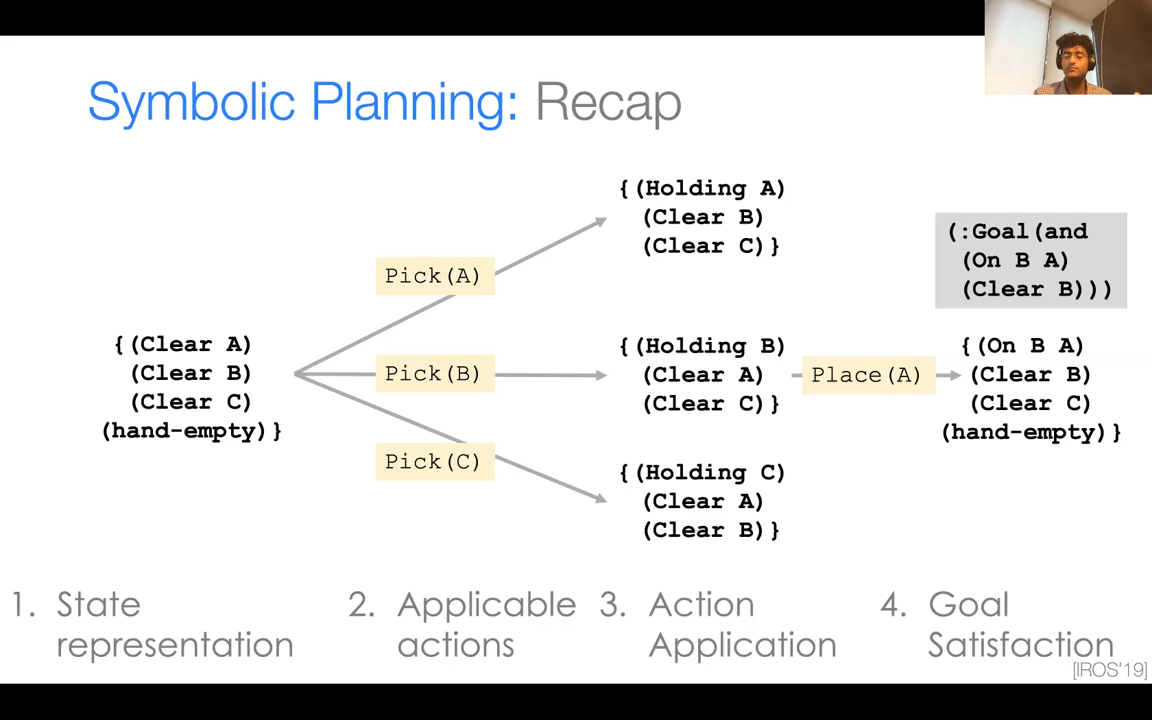 Symbolic Planning: Recap
{(Holding A)
(Clear B)
(Clear C)}
(:Goal(and
(On B A)
(Clear B)))
Pick(A)
{(Clear A)
(Clear B)
(Clear C)
(hand-empty)}
Pick(B)
{(Holding B)
(Clear A)
(Clear C)}
Place(A)
{(On B A)
(Clear B)
(Clear C)
(hand-empty)}
Pick(C)
{(Holding C)
(Clear A)
(Clear B)}
1. State
representation
2. Applicable
actions
3. Action
Application
4. Goal
Satisfaction
[IROS'19]